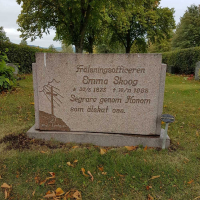 Frälsningsofficeren
Emma Skoog
Segrare genom Honom
som älskat oss.